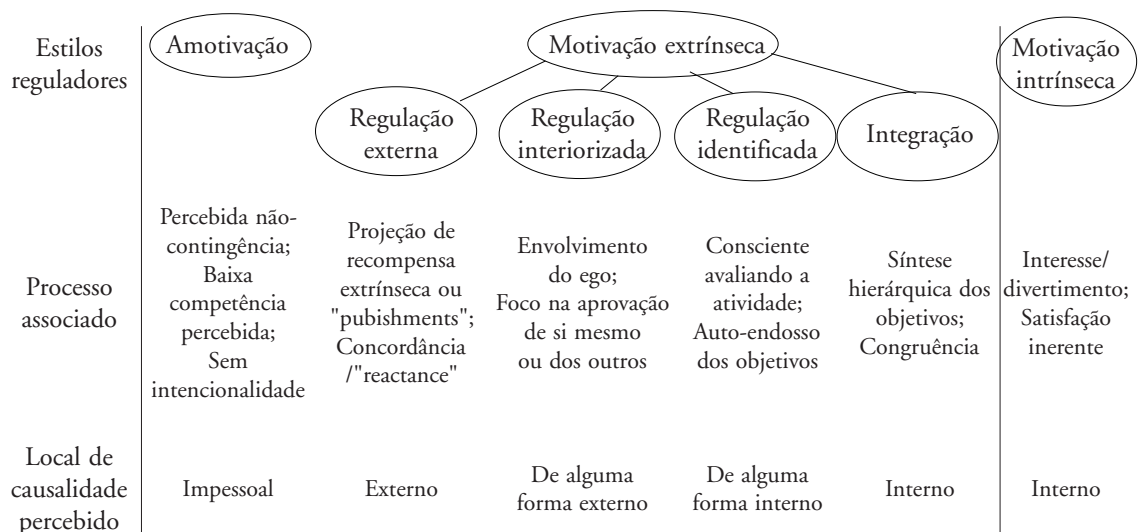 Estilos
reguladores
Amotivação
Motivação extrínseca
Motivação
intrínseca
Regulação
externa
Regulação
interiorizada
Regulação
identificada
Integração
Processo
associado
Percebida não-
contingência;
Baixa
competência
percebida;
Sem
intencionalidade
Projeção de
recompensa
extrínseca ou
"pubishments";
Concordância
/"reactance"
Envolvimento
do ego;
Foco na aprovação
de si mesmo
ou dos outros
Consciente
avaliando a
atividade;
Auto-endosso
dos objetivos
Síntese
hierárquica dos
objetivos;
Congruência
Interesse/
divertimento;
Satisfação
inerente
Local de
causalidade
percebido
Impessoal
Externo
De alguma
forma externo
De alguma
forma interno
Interno
Interno